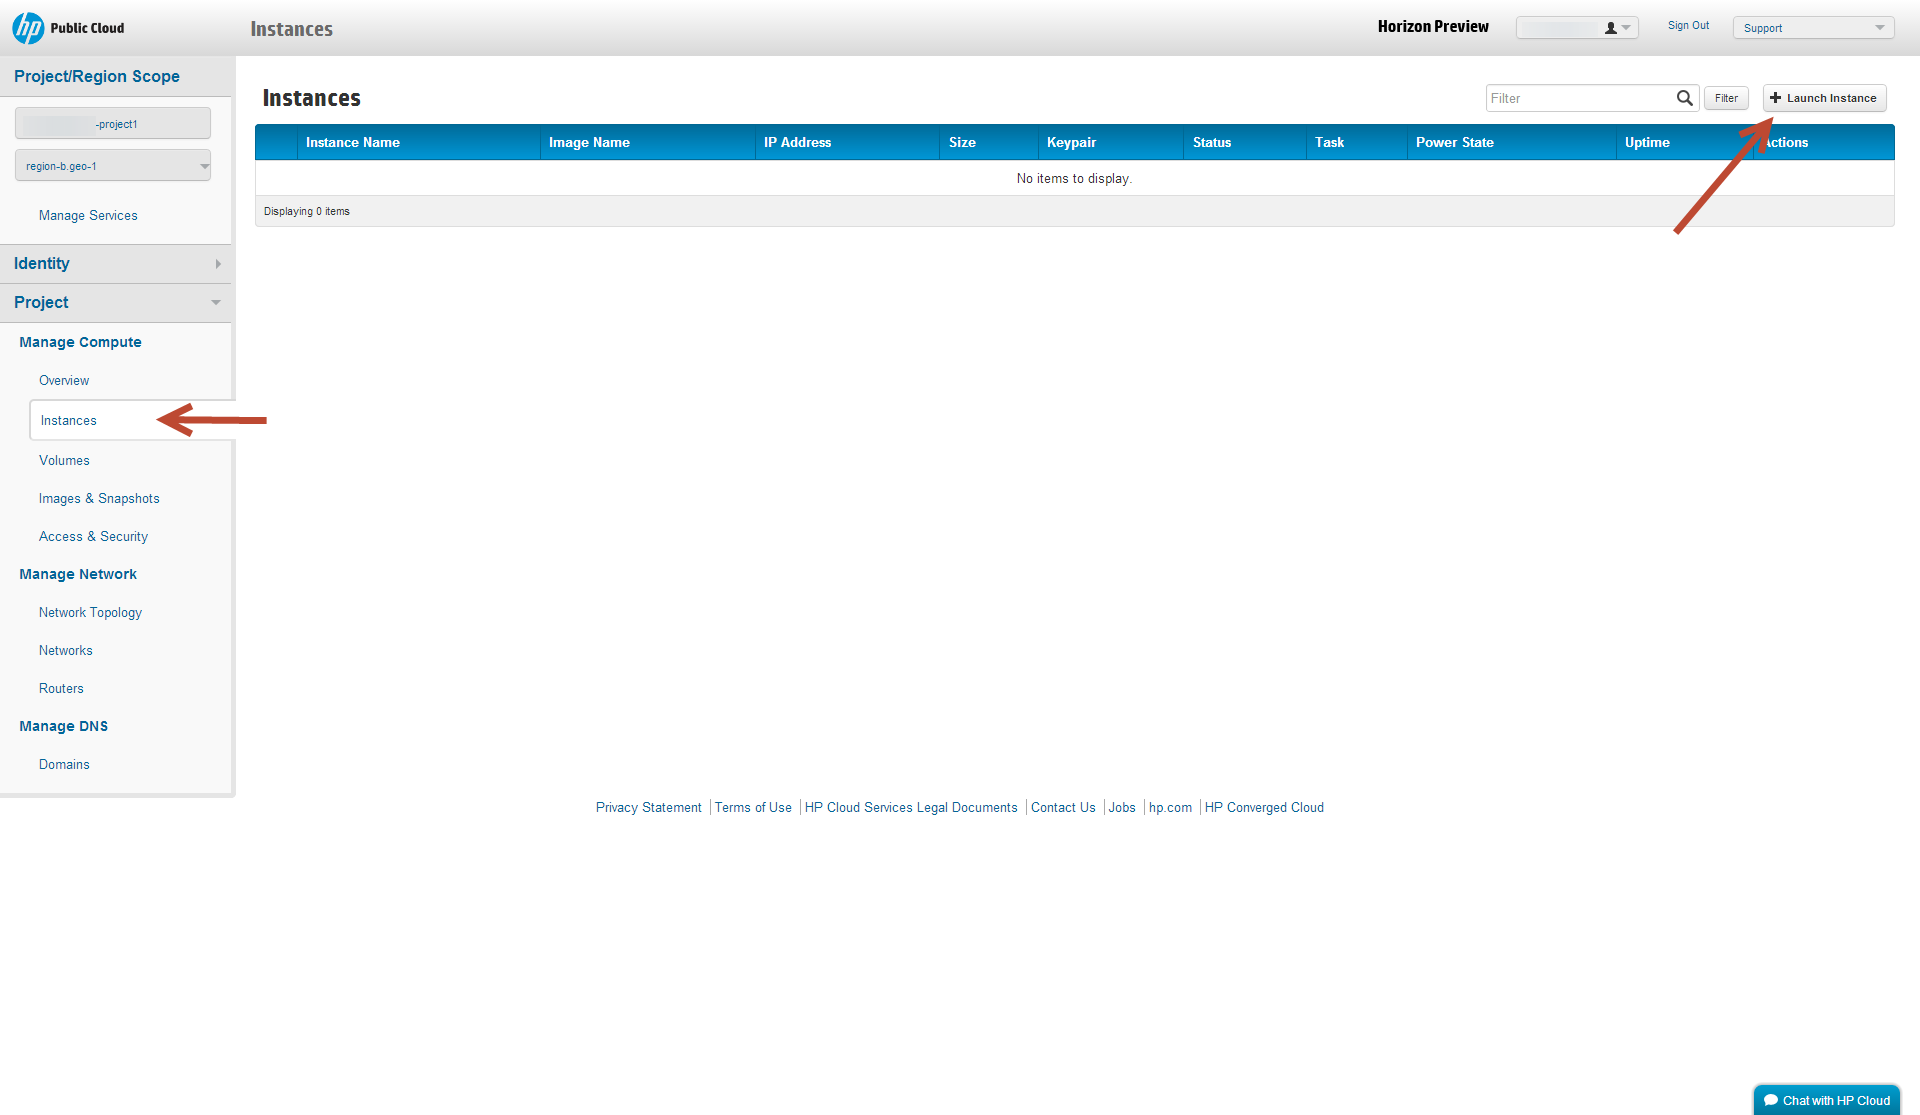 hp Public Cloud
Instances
Horizon Preview
Sign Out
Support
Project/Region Scope
-project1
region-b.geo-1
Manage Services
Identity
Project
Manage Compute
Overview
Instances
Volumes
Images & Snapshots
Access & Security
Manage Network
Network Topology
Networks
Routers
Manage DNS
Domains
Instances
Filter
Filter
Launch Instance
Instance Name Image Name IP Address Size Keypair Status Task Power State Uptime Actions
No items to display.
Displaying 0 items
Privacy Statement Terms of Use HP Cloud Services Legal Documents Contact Us Jobs hp.com HP Converged Cloud
Chat with HP Cloud